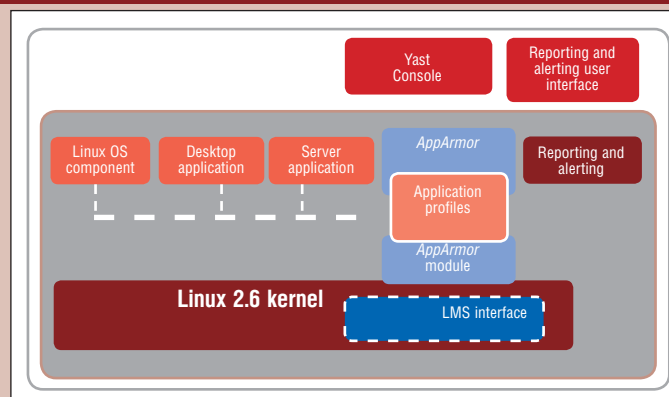 Yast
Console
Reporting and
alerting user
interface
Linux OS
component
Desktop
application
Server
application
AppArmor
Reporting and
alerting
Application
profiles
AppArmor
module
Linux 2.6 kernel
LMS interface